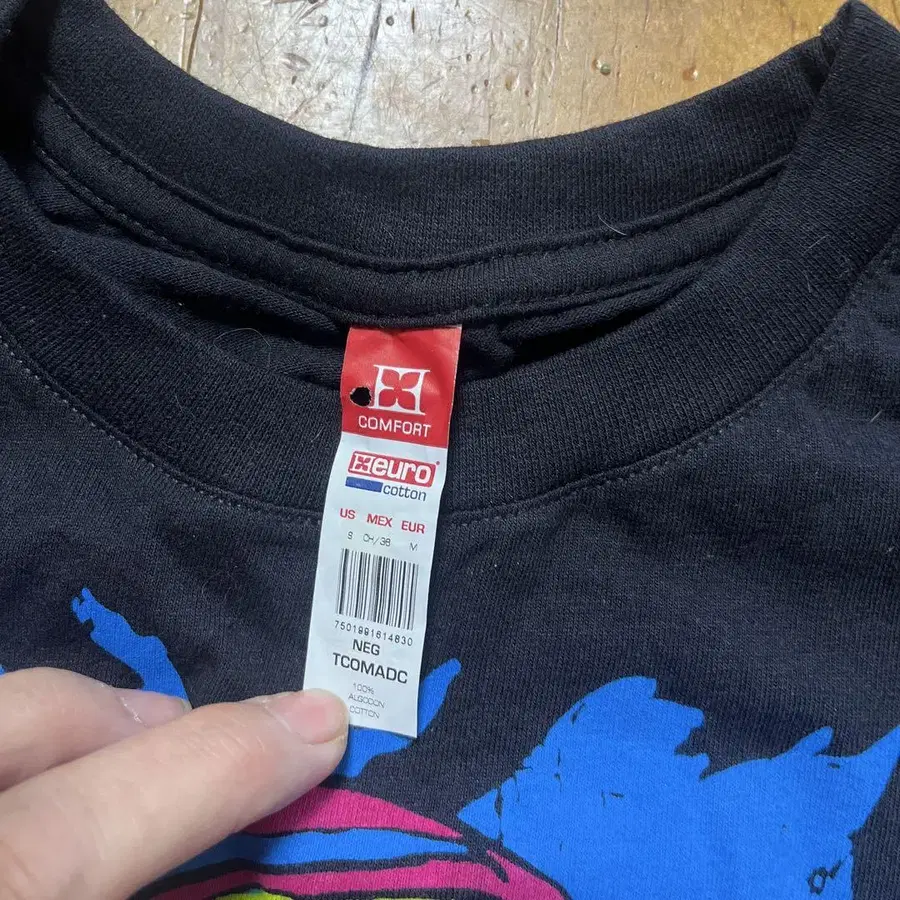 COMFORT
euro
cotton
US MEX EUR
S CH/36 M
7501991614830
NEG
TCOMADC
100%
ALGODON
COTTON